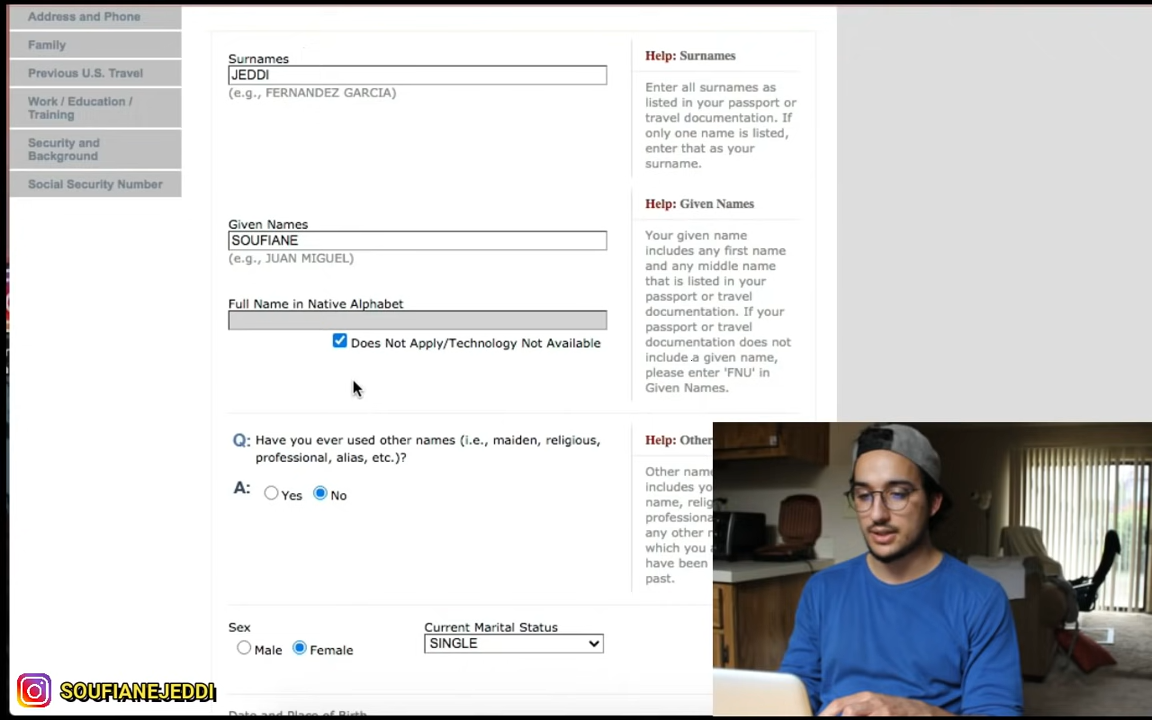 Address and Phone
Family
Previous U.S. Travel
Work / Education /
Training
Security and
Background
Social Security Number
Surnames
JEDDI
(e.g., FERNANDEZ GARCIA)
Given Names
SOUFIANE
(e.g., JUAN MIGUEL)
Full Name in Native Alphabet
Does Not Apply/Technology Not Available
Q: Have you ever used other names (i.e., maiden, religious,
professional, alias, etc.)?
A: Yes No
Sex
Male Female
Current Marital Status
SINGLE
Date and Place of Birth
Help: Surnames
Enter all surnames as
listed in your passport or
travel documentation. If
only one name is listed,
enter that as your
surname.
Help: Given Names
Your given name
includes any first name
and any middle name
that is listed in your
passport or travel
documentation. If your
passport or travel
documentation does not
include a given name,
please enter 'FNU' in
Given Names.
Help: Other
Other name
includes yo
name, relig
professiona
any other n
which you a
have been
past.
SOUFIANEJEDDI